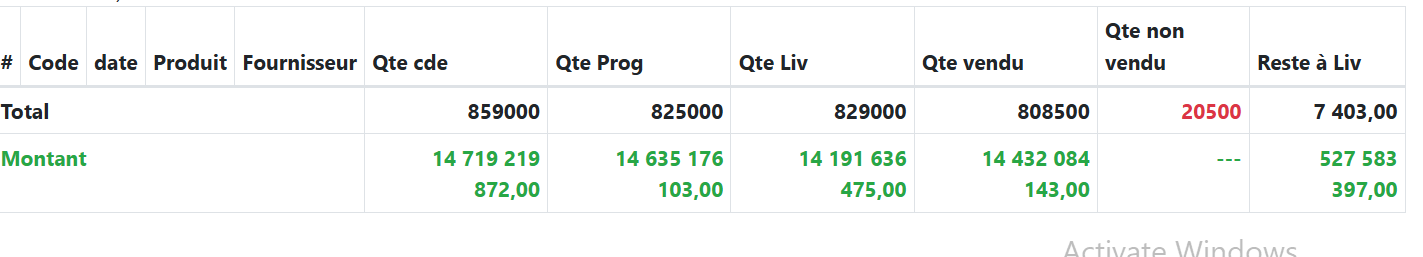 # Code date Produit Fournisseur Qte cde Qte Prog Qte Liv Qte vendu Qte non vendu Reste à Liv
Total 859000 825000 829000 808500 20500 7 403,00
Montant 14 719 219 14 635 176 14 191 636 14 432 084 --- 527 583
872,00 103,00 475,00 143,00 397,00
Activate Windows